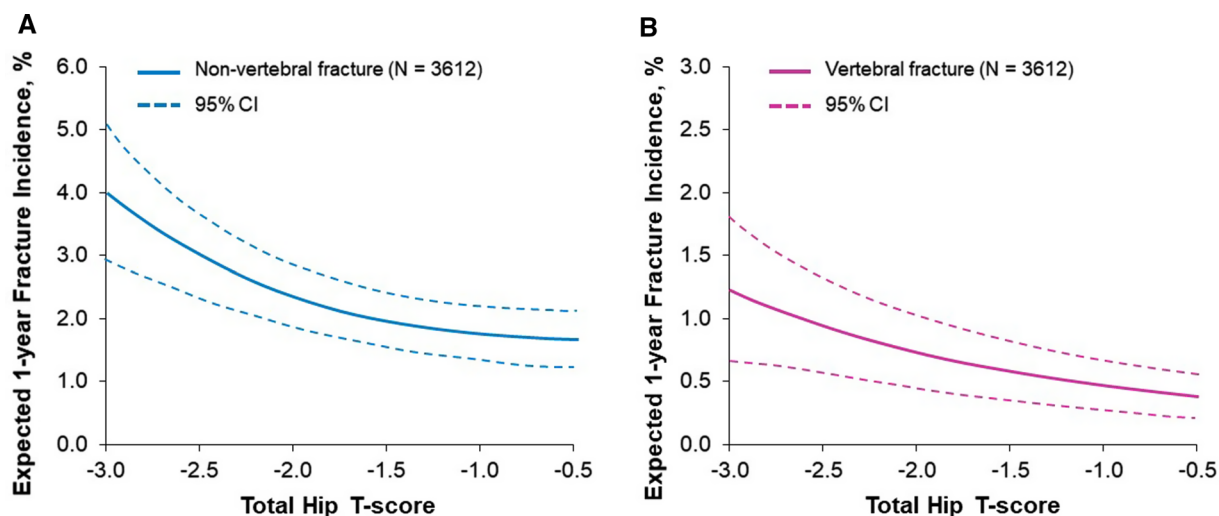 A
Expected 1-year Fracture Incidence, %
6.0
5.0
4.0
3.0
2.0
1.0
0.0
Non-vertebral fracture (N = 3612)
95% CI
-3.0 -2.5 -2.0 -1.5 -1.0 -0.5
Total Hip T-score
B
Expected 1-year Fracture Incidence, %
3.0
2.5
2.0
1.5
1.0
0.5
0.0
Vertebral fracture (N = 3612)
95% CI
-3.0 -2.5 -2.0 -1.5 -1.0 -0.5
Total Hip T-score